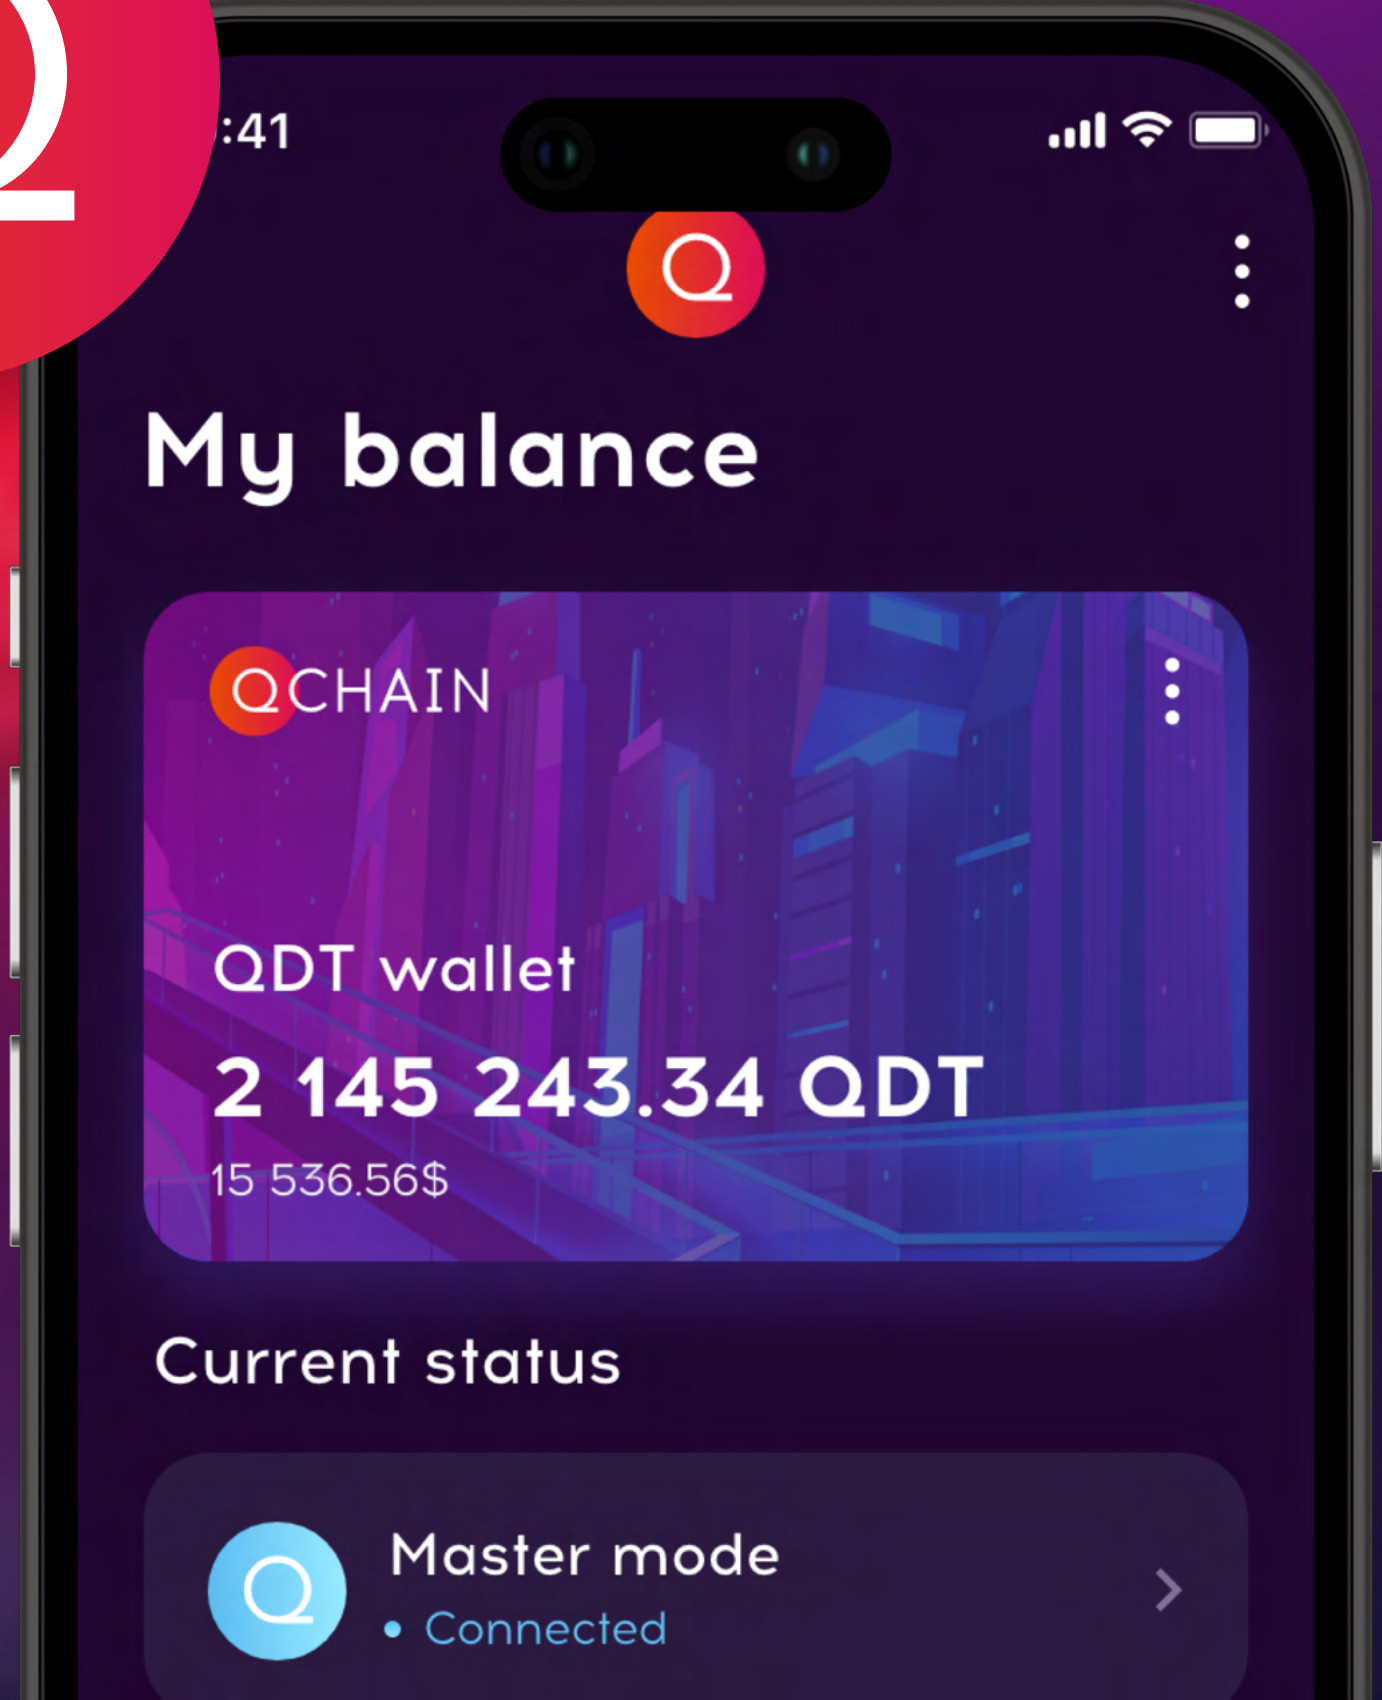 Q
:41
Q
My balance
QCHAIN
QDT wallet
2 145 243.34 QDT
15 536.56$
Current status
Q
Master mode
• Connected